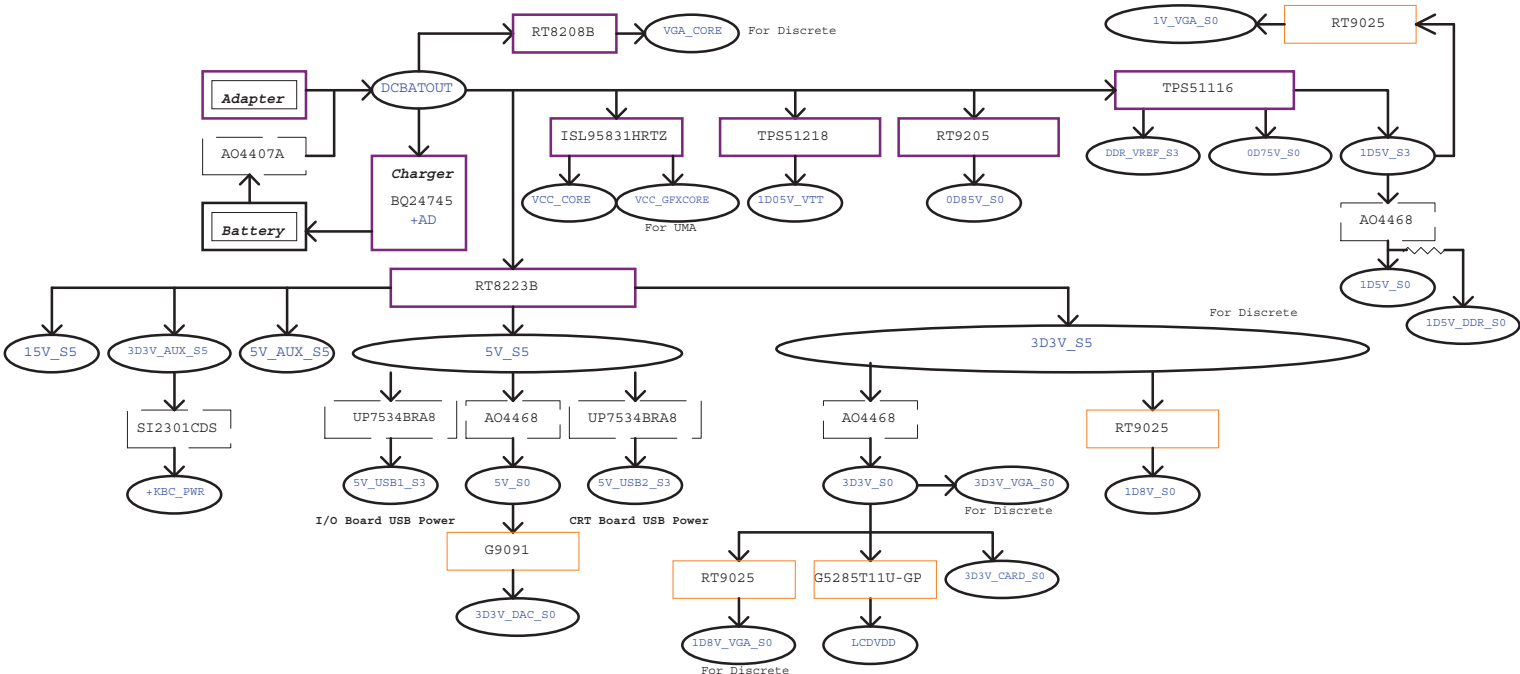 1V_VGA_S0
RT9025
RT8208B
VGA_CORE
For Discrete
Adapter
DCBATOUT
TPS51116
AO4407A
ISL95831HRTZ
TPS51218
RT9205
DDR_VREF_S3
0D75V_S0
1D5V_S3
Charger
BQ24745
+AD
VCC_CORE
VCC_GFXCORE
1D05V_VTT
0D85V_S0
For UMA
Battery
AO4468
RT8223B
1D5V_S0
For Discrete
1D5V_DDR_S0
15V_S5
3D3V_AUX_S5
5V_AUX_S5
5V_S5
3D3V_S5
SI2301CDS
UP7534BRA8
AO4468
UP7534BRA8
AO4468
RT9025
+KBC_PWR
5V_USB1_S3
5V_S0
5V_USB2_S3
3D3V_S0
3D3V_VGA_S0
1D8V_S0
I/O Board USB Power
CRT Board USB Power
For Discrete
G9091
RT9025
G5285T11U-GP
3D3V_CARD_S0
3D3V_DAC_S0
1D8V_VGA_S0
LCDVDD
For Discrete